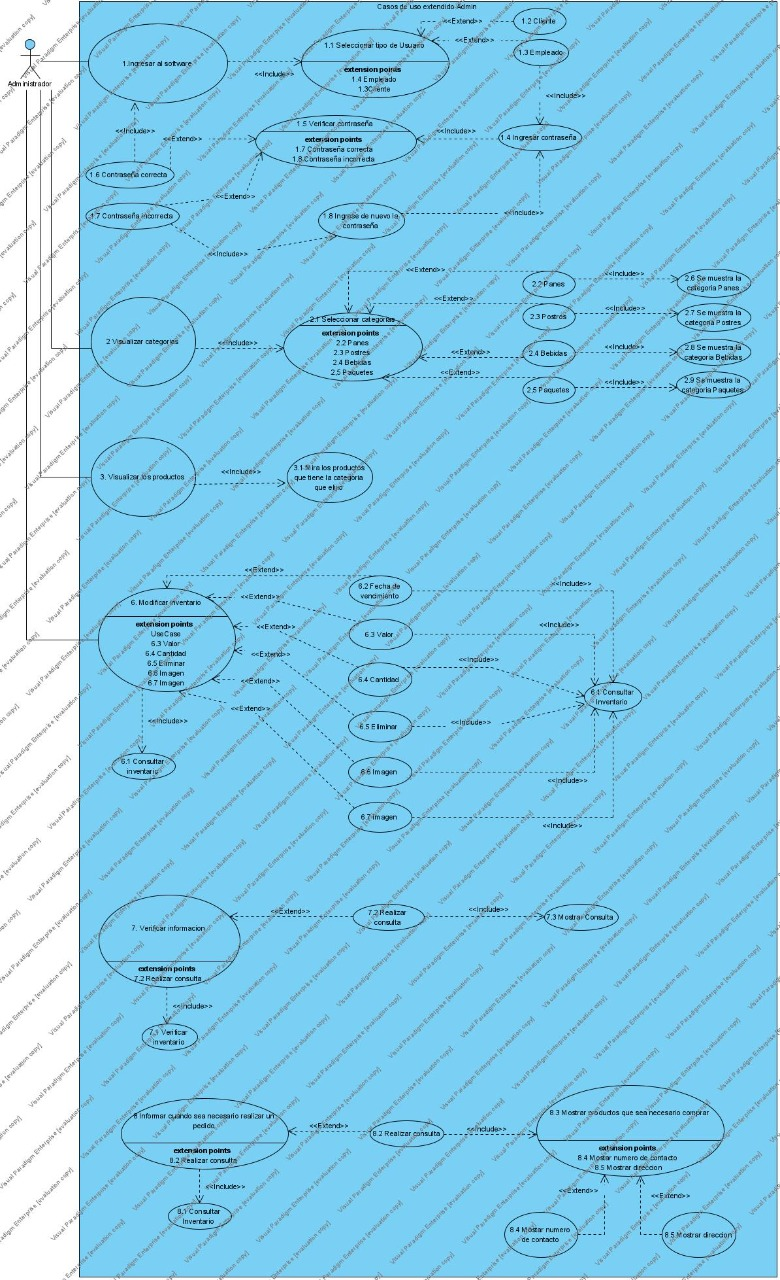 Casos de uso extendido Admin
Administrador
1.Ingresar al software
<<Include>>
1.1 Seleccionar tipo de Usuario
extension points
1.4 Empleado
1.3Cliente
<<Extend>>
1.2 Cliente
<<Extend>>
1.3 Empleado
<<Include>>
1.4 Ingresar contraseña
<<Include>>
1.5 Verificar contraseña
extension points
1.7 Contraseña correcta
1.8 Contraseña incorrecta
<<Include>>
<<Extend>>
1.6 Contraseña correcta
<<Extend>>
1.7 Contraseña incorrecta
<<Include>>
1.8 Ingrese de nuevo la
contraseña
<<Include>>
2 Visualizar categorias
<<Include>>
2.1 Seleccionar categorias
extension points
2.2 Panes
2.3 Postres
2.4 Bebidas
2.5 Paquetes
<<Extend>>
2.2 Panes
<<Include>>
2.6 Se muestra la
categoria Panes
<<Extend>>
2.3 Postros
<<Include>>
2.7 Se muestra la
categoria Postres
<<Extend>>
2.4 Bebidas
<<Include>>
2.8 Se muestra la
categoria Bebidas
<<Extend>>
2.5 Paquetes
<<Include>>
2.9 Se muestra la
categoria Paquetes
3. Visualizar los productos
<<Include>>
3.1 Mira los productos
que tiene la categoria
que elijio
6. Modificar inventario
extension points
UseCase
6.3 Valor
6.4 Cantidad
6.5 Eliminar
6.6 Imagen
6.7 Imagen
<<Extend>>
6.2 Fecha de
vencimiento
<<Include>>
<<Extend>>
6.3 Valor
<<Include>>
<<Extend>>
6.4 Cantidad
<<Include>>
<<Extend>>
6.5 Eliminar
<<Include>>
<<Extend>>
6.6 Imagen
<<Include>>
<<Extend>>
6.7 Imagen
<<Include>>
6.1 Consultar
Inventario
<<Include>>
6.1 Consultar
inventario
7. Verificar informacion
extension points
7.2 Realizar consulta
<<Extend>>
7.2 Realizar
consulta
<<Include>>
7.3 Mostrar Consulta
<<Include>>
7.1 Verificar
inventario
8 Informar cuando sea necesario realizar un
pedido.
extension points
8.2 Realizar consulta
<<Extend>>
8.2 Realizar consulta
<<Include>>
8.3 Mostrar productos que sea necesario comprar
extension points
8.4 Mostar numero de contacto
8.5 Mostrar direccion
<<Include>>
8.1 Consultar
Inventario
<<Extend>>
<<Extend>>
8.4 Mostar numero
de contacto
8.5 Mostrar direccion
Visual Paradigm Enterprise [evaluation copy]